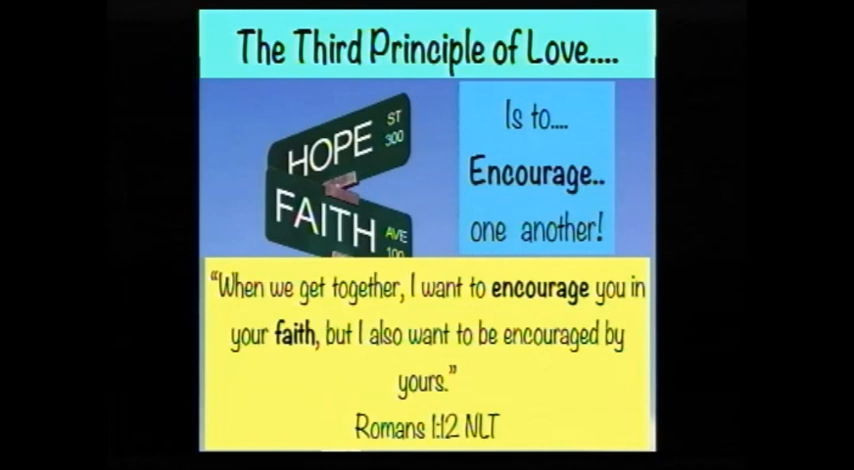 The Third Principle of Love....
HOPE ST 300
FAITH AVE 100
Is to....
Encourage..
one another!
“When we get together, I want to encourage you in
your faith, but I also want to be encouraged by
yours.”
Romans 1:12 NLT